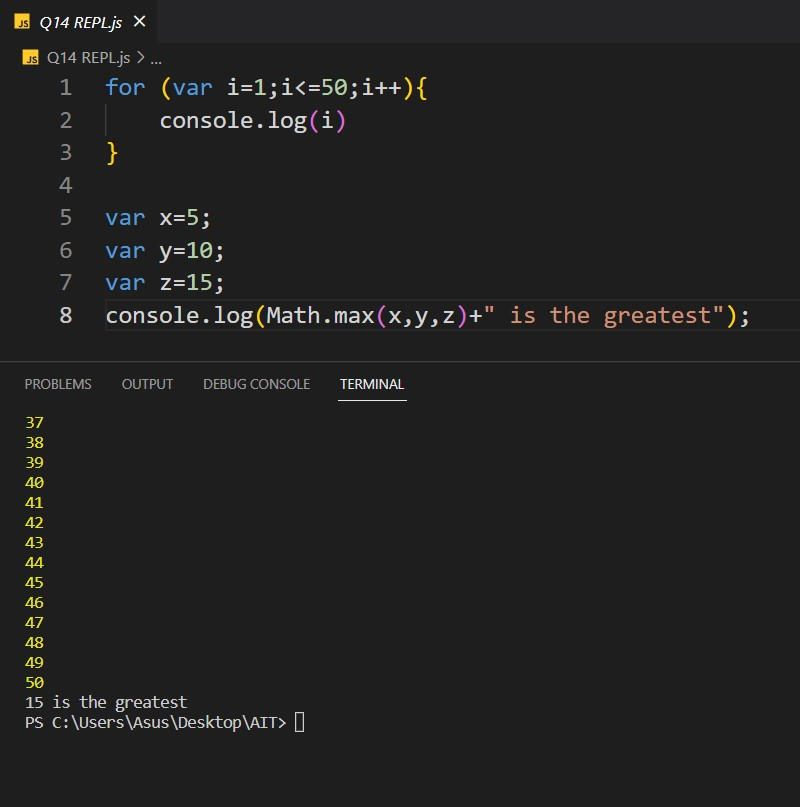 JS Q14 REPL.js ×
JS Q14 REPL.js > ...
1 for (var i=1;i<=50;i++){
2     console.log(i)
3 }
4
5 var x=5;
6 var y=10;
7 var z=15;
8 console.log(Math.max(x,y,z)+" is the greatest");
PROBLEMS OUTPUT DEBUG CONSOLE TERMINAL
37
38
39
40
41
42
43
44
45
46
47
48
49
50
15 is the greatest
PS C:\Users\Asus\Desktop\AIT>